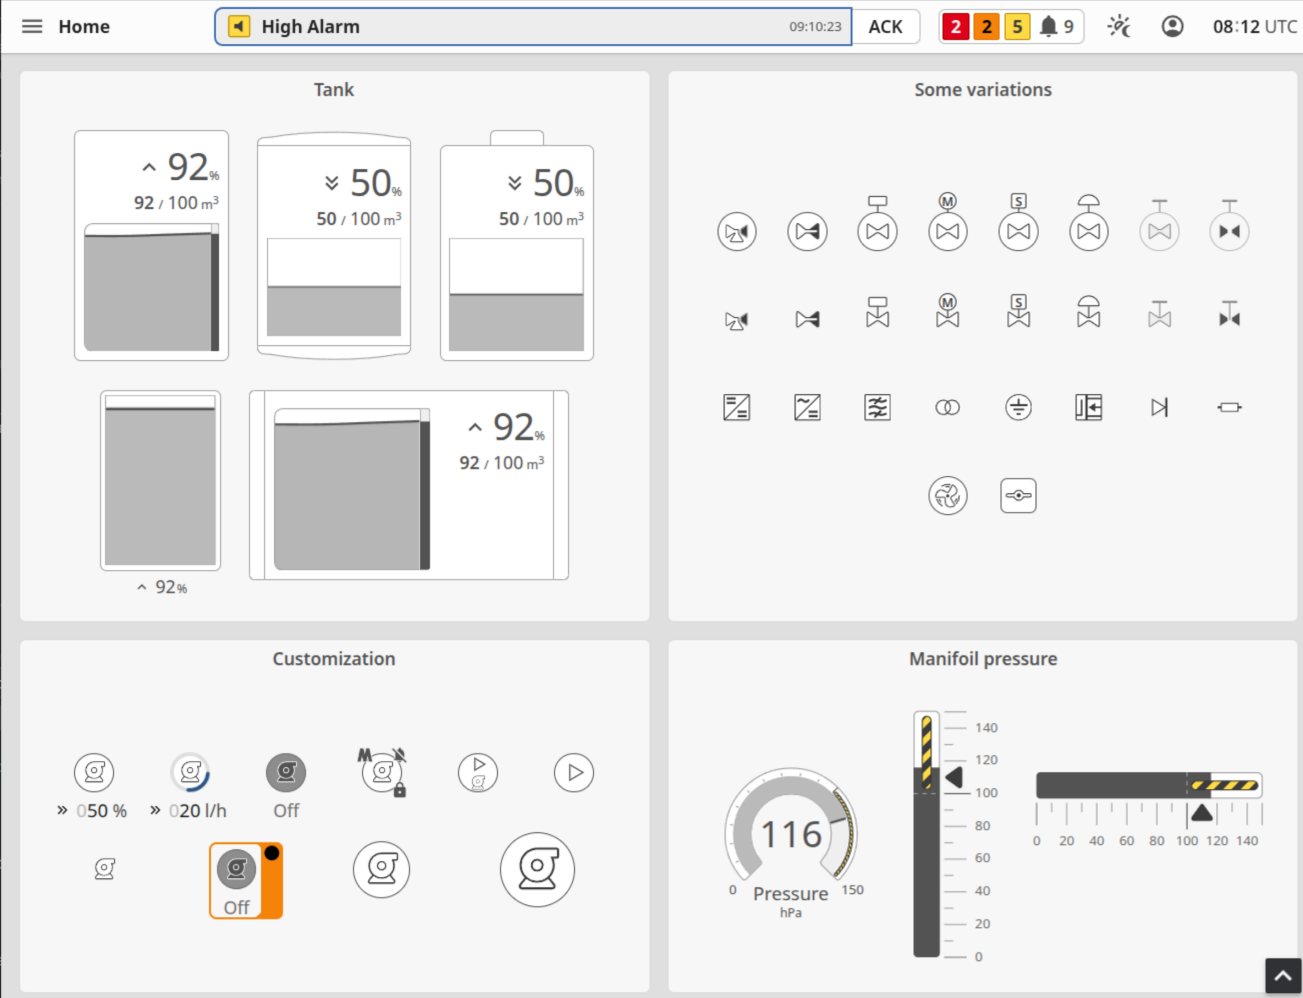 Home
High Alarm 09:10:23 ACK 2 2 5 9 08:12 UTC
Tank
92%
92 / 100 m³
50%
50 / 100 m³
50%
50 / 100 m³
92%
92%
92 / 100 m³
Some variations
M S
M S
Customization
050 %
020 l/h
Off
M
Off
Manifoil pressure
116
0 150
Pressure
hPa
140
120
100
80
60
40
20
0
0 20 40 60 80 100 120 140